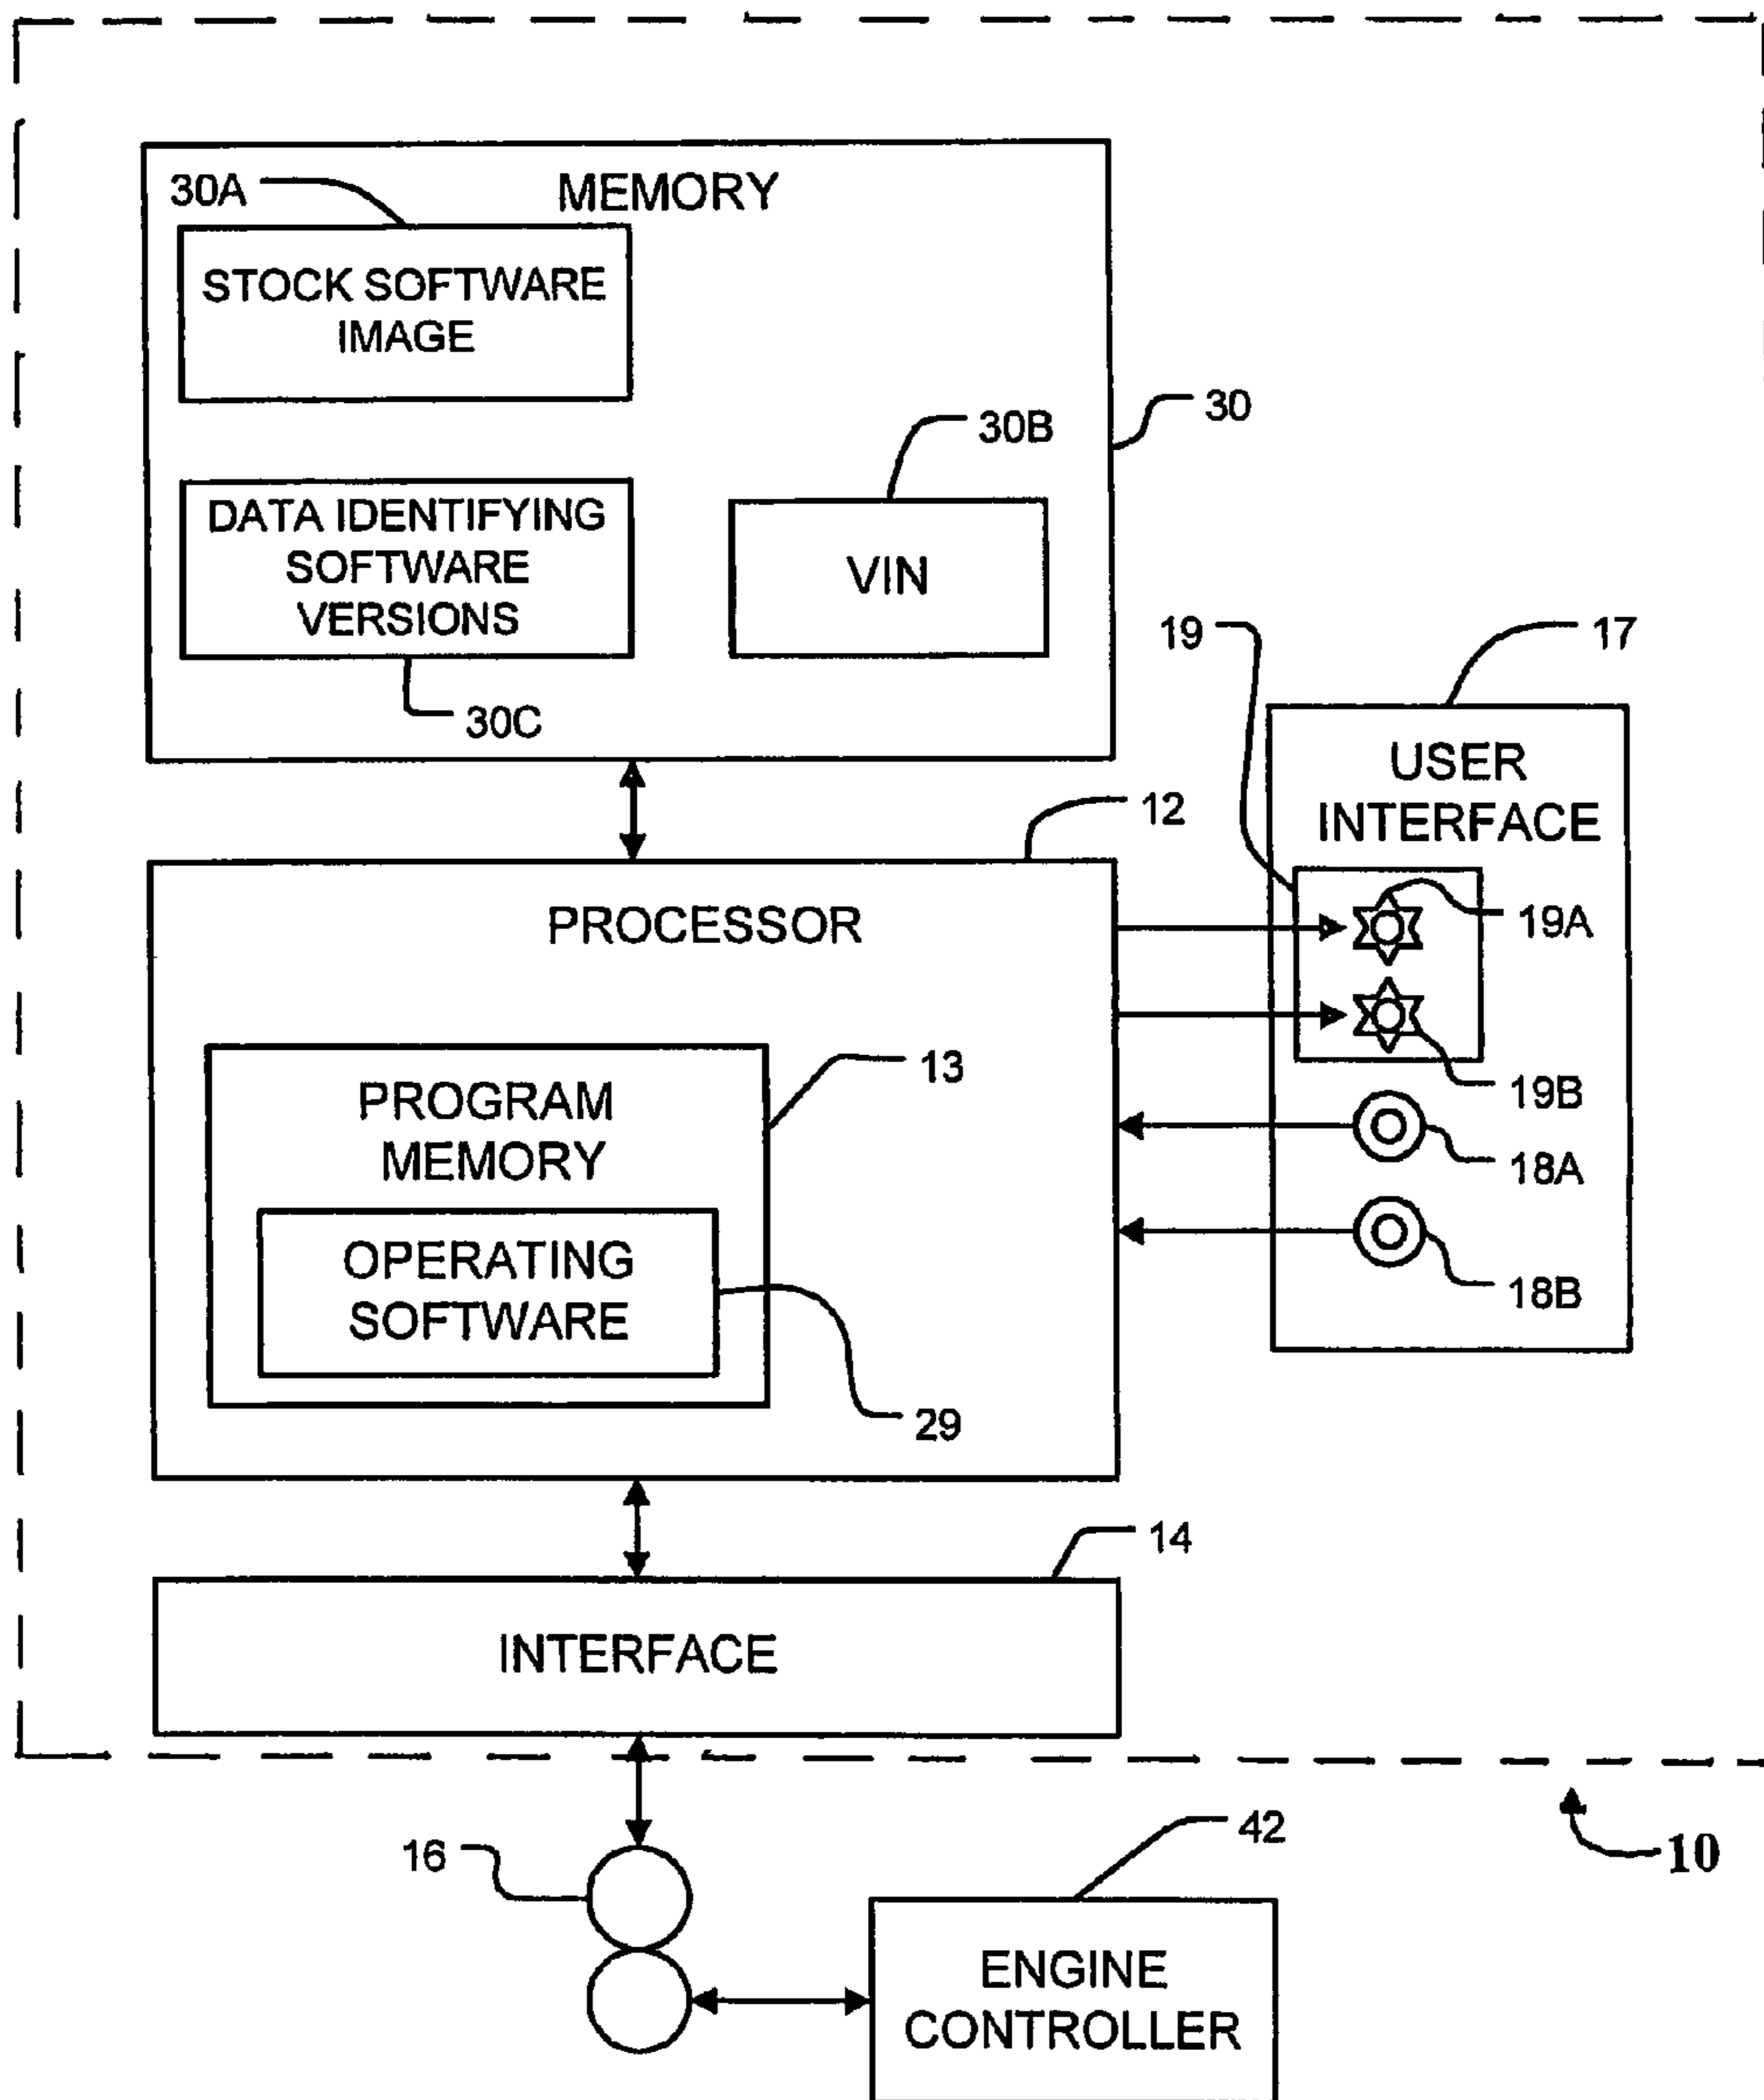 30A
MEMORY
STOCK SOFTWARE
IMAGE
30
30B
DATA IDENTIFYING
SOFTWARE
VERSIONS
VIN
30C
19
17
USER
INTERFACE
12
PROCESSOR
19A
19B
18A
18B
13
PROGRAM
MEMORY
OPERATING
SOFTWARE
29
14
INTERFACE
16
42
10
ENGINE
CONTROLLER